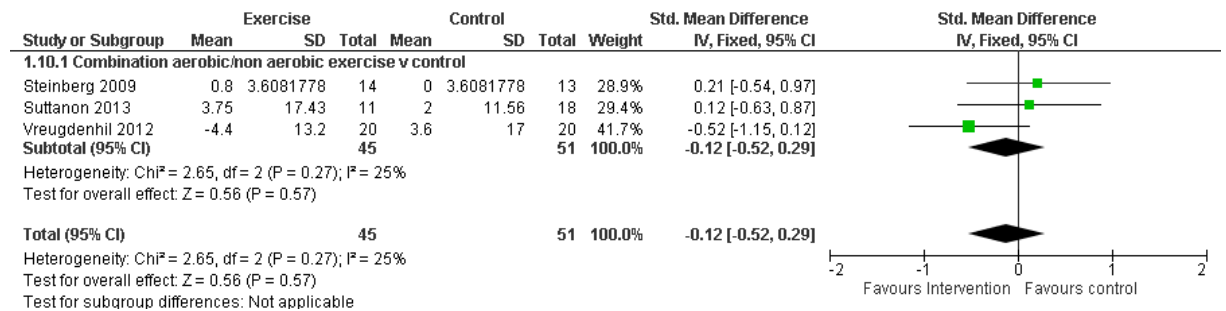 Exercise Control Std. Mean Difference Std. Mean Difference
Study or Subgroup Mean SD Total Mean SD Total Weight IV, Fixed, 95% CI IV, Fixed, 95% CI
1.10.1 Combination aerobic/non aerobic exercise v control
Steinberg 2009 0.8 3.6081778 14 0 3.6081778 13 28.9% 0.21 [-0.54, 0.97]
Suttanon 2013 3.75 17.43 11 2 11.56 18 29.4% 0.12 [-0.63, 0.87]
Vreugdenhil 2012 -4.4 13.2 20 3.6 17 20 41.7% -0.52 [-1.15, 0.12]
Subtotal (95% CI) 45 51 100.0% -0.12 [-0.52, 0.29]
Heterogeneity: Chi² = 2.65, df = 2 (P = 0.27); I² = 25%
Test for overall effect: Z = 0.56 (P = 0.57)
Total (95% CI) 45 51 100.0% -0.12 [-0.52, 0.29]
Heterogeneity: Chi² = 2.65, df = 2 (P = 0.27); I² = 25%
Test for overall effect: Z = 0.56 (P = 0.57)
Test for subgroup differences: Not applicable
-2 -1 0 1 2
Favours Intervention Favours control